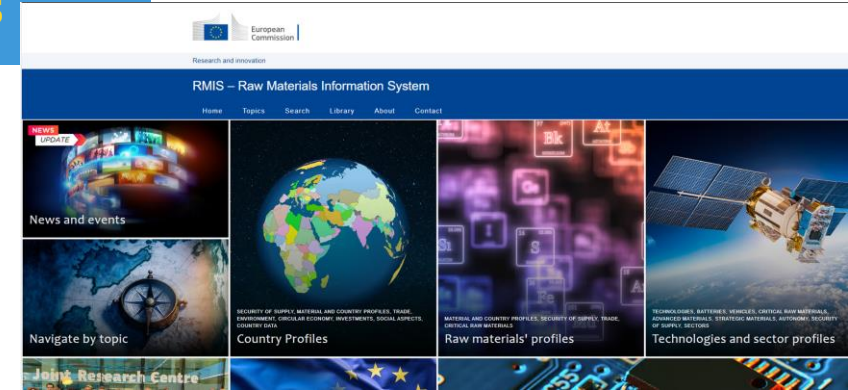 European
Commission
Research and innovation
RMIS – Raw Materials Information System
Home Topics Search Library About Contact
NEWS
UPDATE
News and events
Navigate by topic
SECURITY OF SUPPLY, MATERIAL AND COUNTRY PROFILES, TRADE,
ENVIRONMENT, CIRCULAR ECONOMY, INVESTMENTS, SOCIAL ASPECTS,
COUNTRY DATA
Country Profiles
Bk
At
Ge
Si
I
S
Fe
MATERIAL AND COUNTRY PROFILES, SECURITY OF SUPPLY, TRADE,
CRITICAL RAW MATERIALS
Raw materials' profiles
TECHNOLOGIES, BATTERIES, VEHICLES, CRITICAL RAW MATERIALS,
ADVANCED MATERIALS, STRATEGIC MATERIALS, AUTONOMY, SECURITY
OF SUPPLY, SECTORS
Technologies and sector profiles
Joint Research Centre